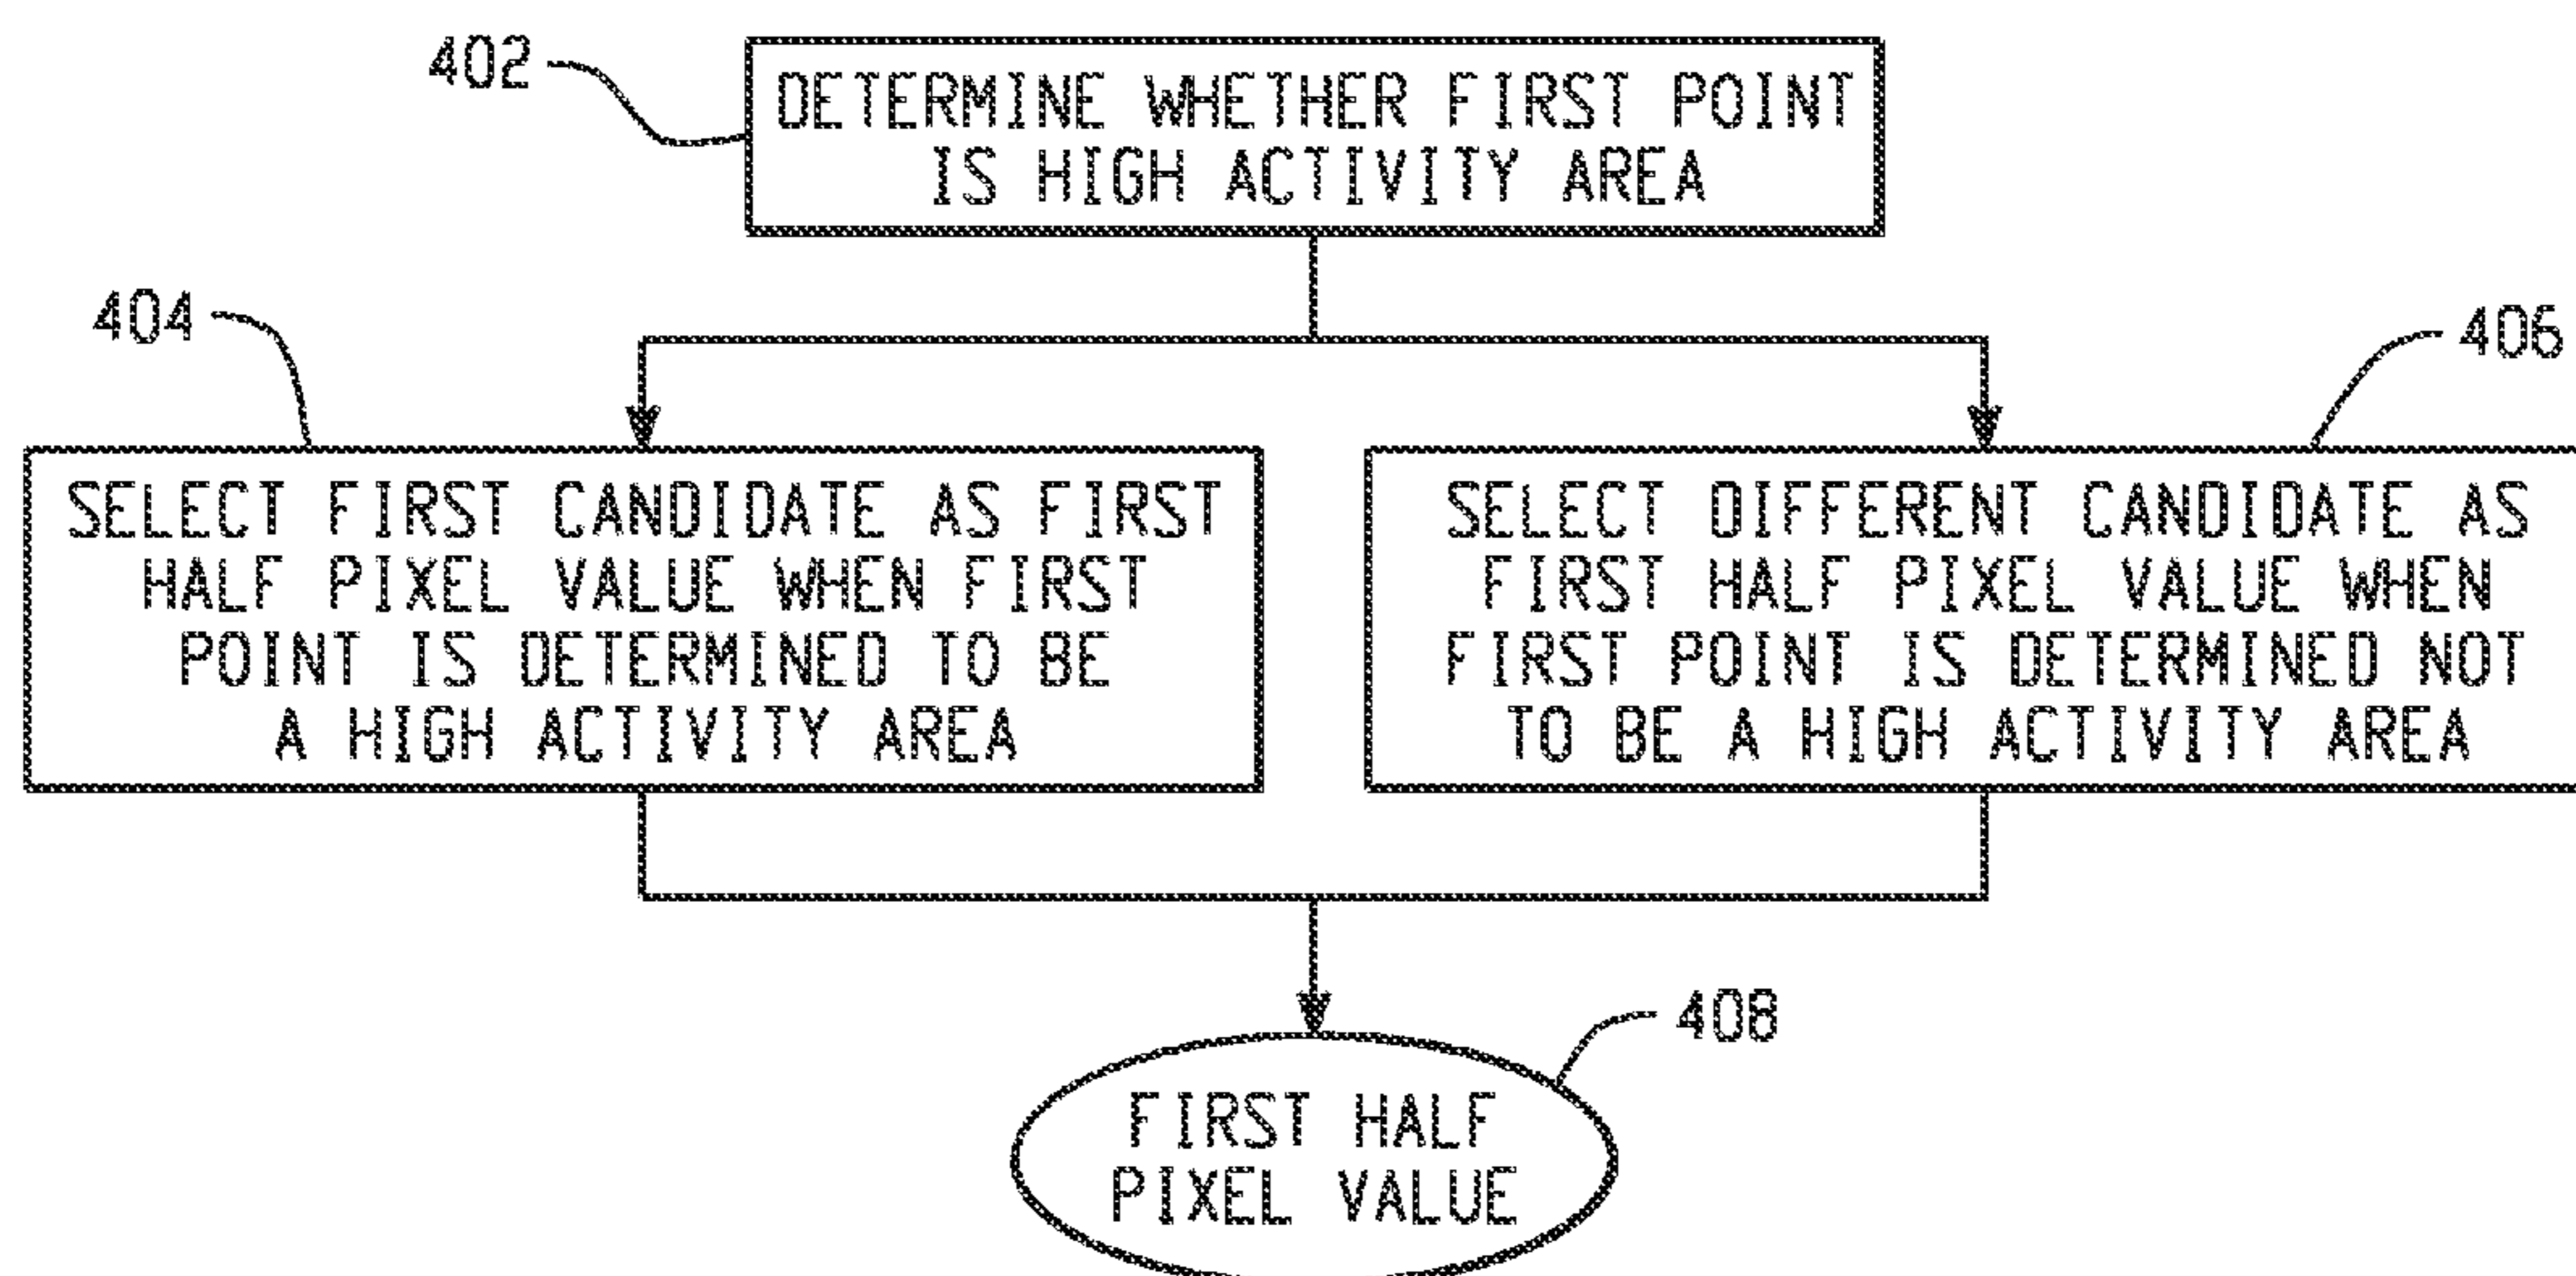 402
DETERMINE WHETHER FIRST POINT
IS HIGH ACTIVITY AREA
404
406
SELECT FIRST CANDIDATE AS FIRST
HALF PIXEL VALUE WHEN FIRST
POINT IS DETERMINED TO BE
A HIGH ACTIVITY AREA
SELECT DIFFERENT CANDIDATE AS
FIRST HALF PIXEL VALUE WHEN
FIRST POINT IS DETERMINED NOT
TO BE A HIGH ACTIVITY AREA
408
FIRST HALF
PIXEL VALUE